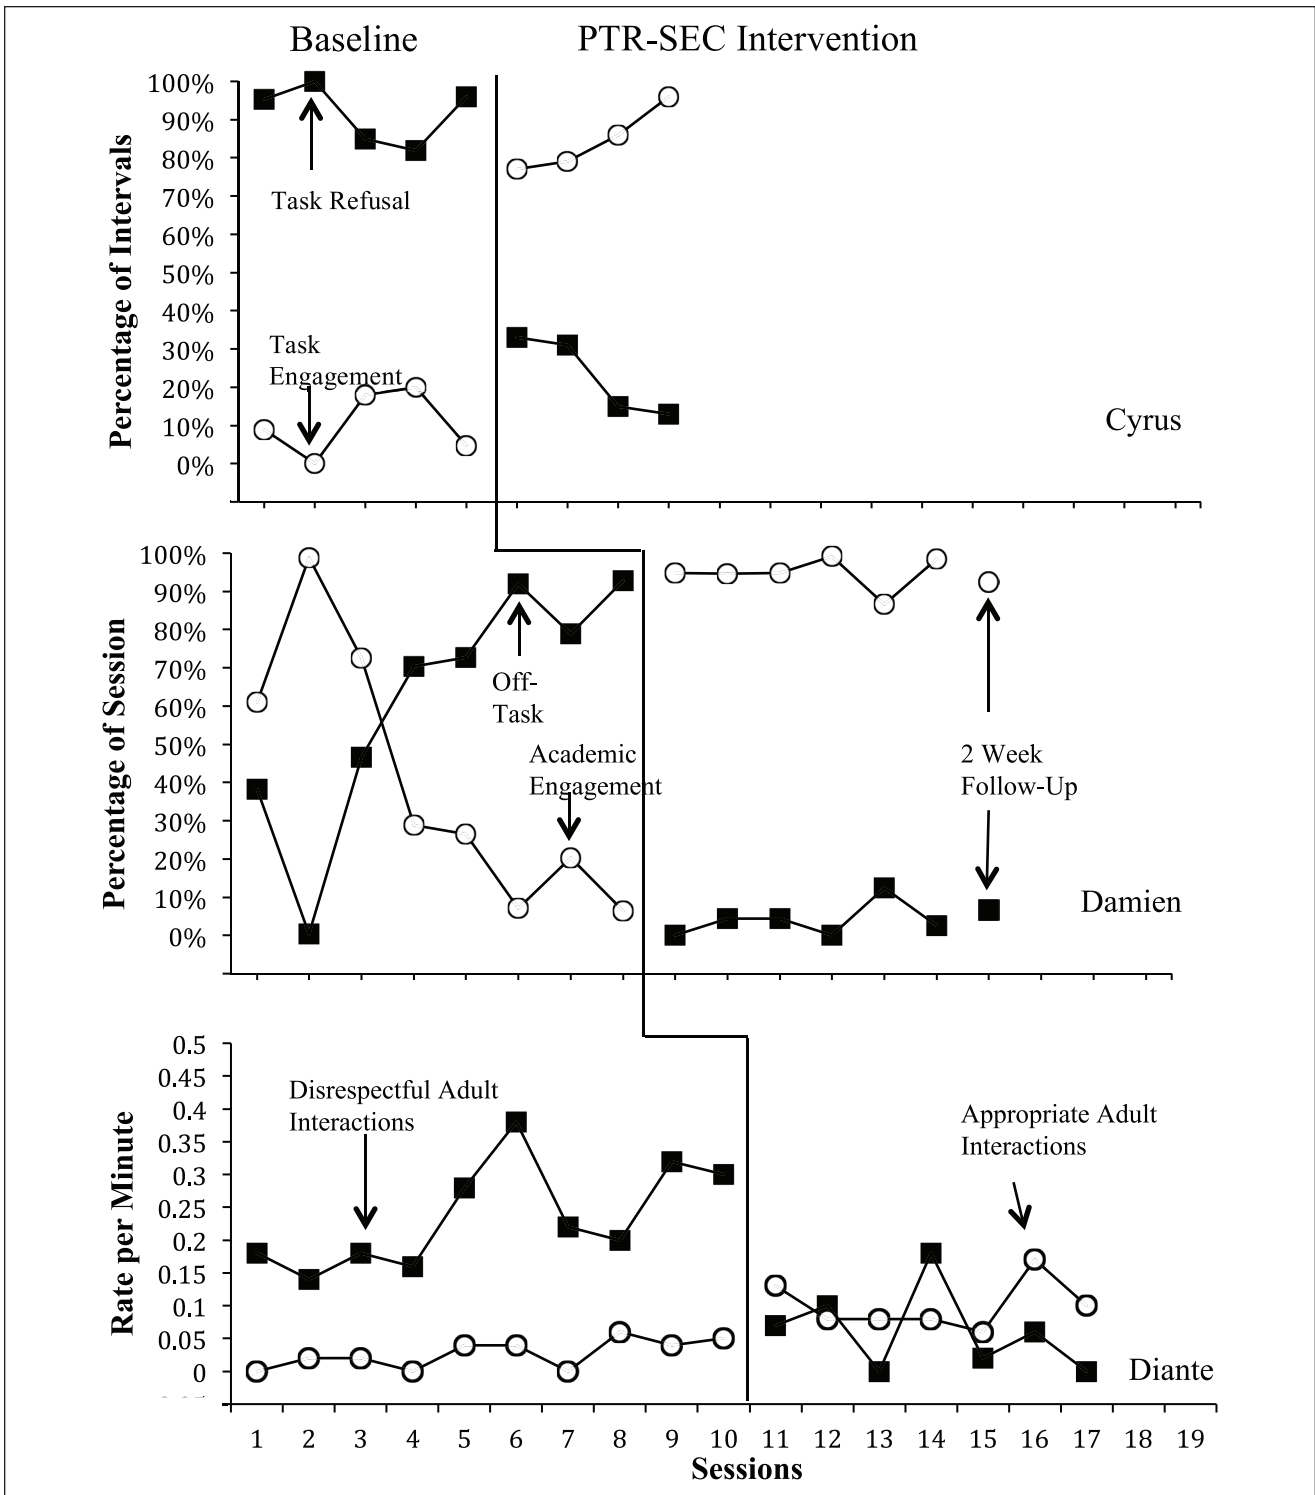 Baseline
PTR-SEC Intervention
Percentage of Intervals
100%
90%
80%
70%
60%
50%
40%
30%
20%
10%
0%
Task Refusal
Task
Engagement
Cyrus
Percentage of Session
100%
90%
80%
70%
60%
50%
40%
30%
20%
10%
0%
Off-
Task
Academic
Engagement
2 Week
Follow-Up
Damien
Rate per Minute
0.5
0.45
0.4
0.35
0.3
0.25
0.2
0.15
0.1
0.05
0
Disrespectful Adult
Interactions
Appropriate Adult
Interactions
Diante
1 2 3 4 5 6 7 8 9 10 11 12 13 14 15 16 17 18 19
Sessions